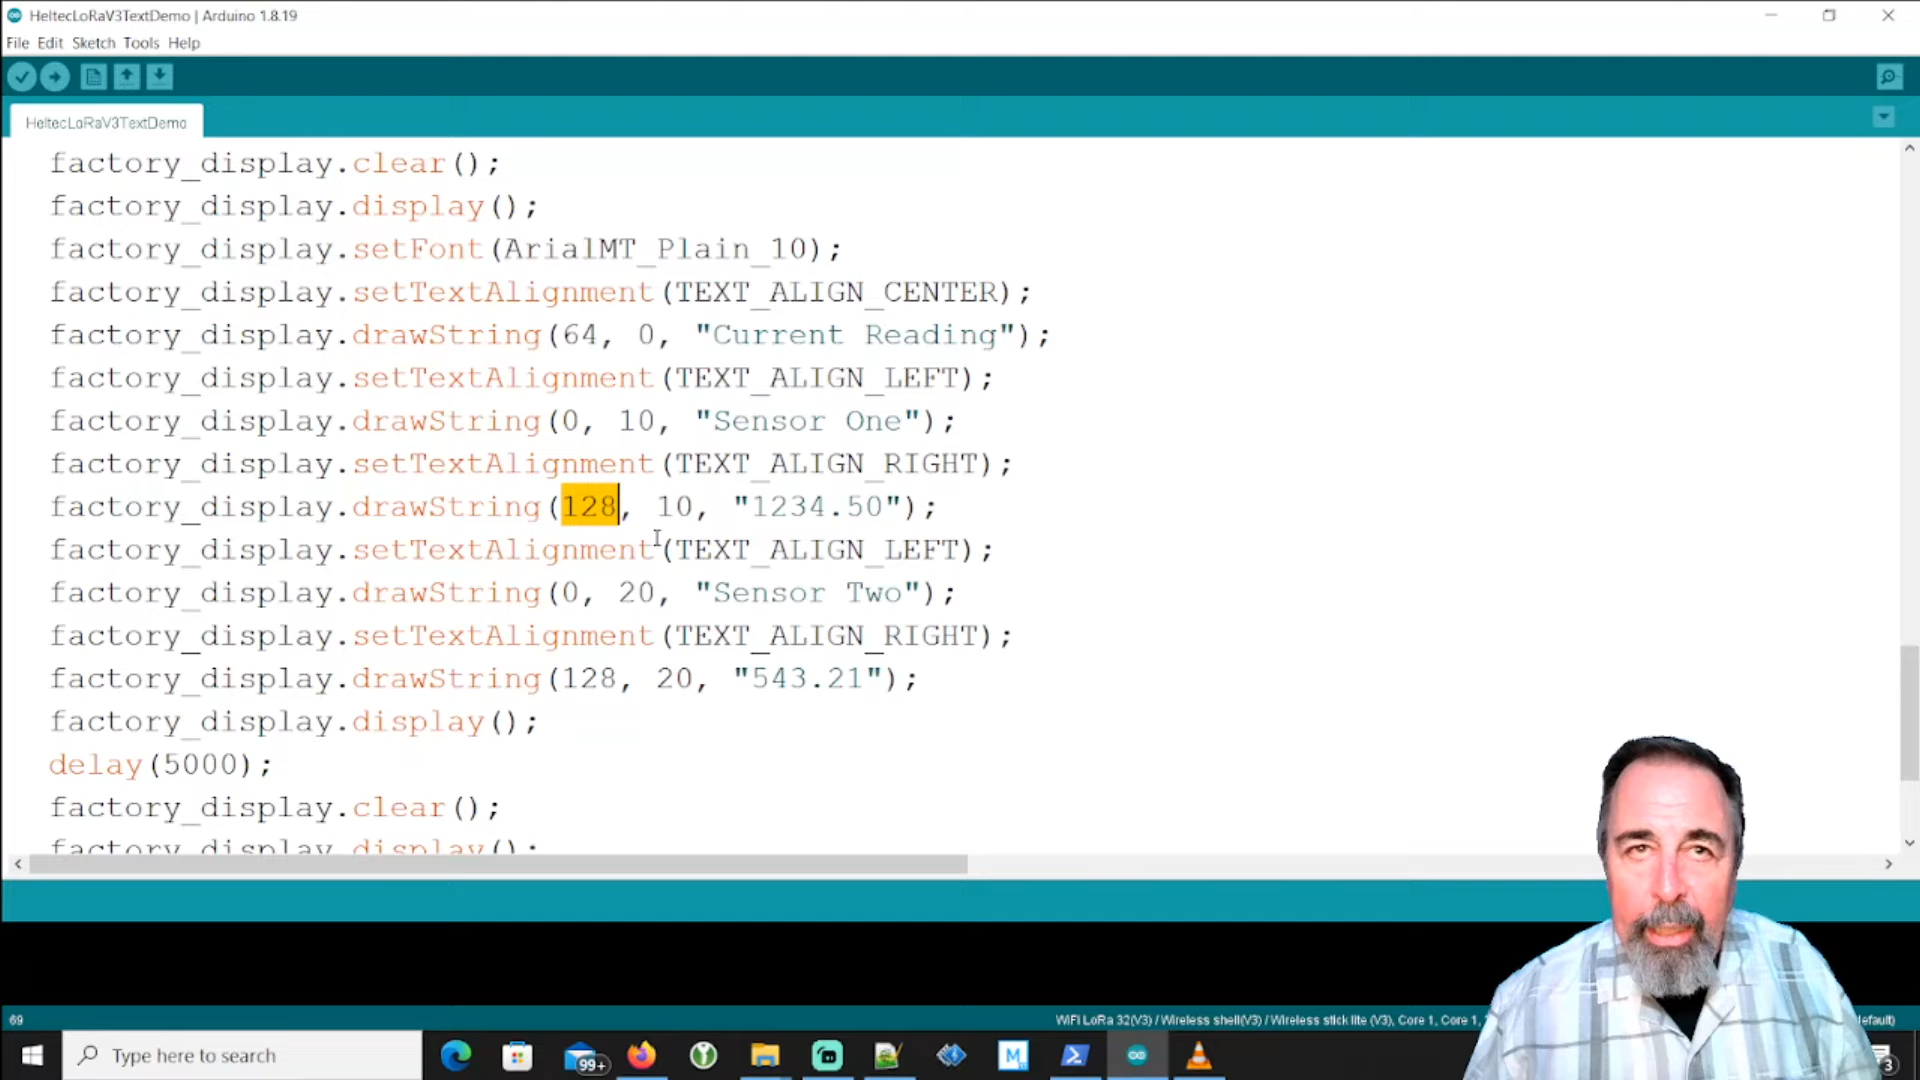 HeltecLoRaV3TextDemo | Arduino 1.8.19
File Edit Sketch Tools Help
HeltecLoRaV3TextDemo
factory_display.clear();
factory_display.display();
factory_display.setFont(ArialMT_Plain_10);
factory_display.setTextAlignment(TEXT_ALIGN_CENTER);
factory_display.drawString(64, 0, "Current Reading");
factory_display.setTextAlignment(TEXT_ALIGN_LEFT);
factory_display.drawString(0, 10, "Sensor One");
factory_display.setTextAlignment(TEXT_ALIGN_RIGHT);
factory_display.drawString(128, 10, "1234.50");
factory_display.setTextAlignment(TEXT_ALIGN_LEFT);
factory_display.drawString(0, 20, "Sensor Two");
factory_display.setTextAlignment(TEXT_ALIGN_RIGHT);
factory_display.drawString(128, 20, "543.21");
factory_display.display();
delay(5000);
factory_display.clear();
factory_display.display();
69
WiFi LoRa 32(V3) / Wireless shell(V3) / Wireless stick lite (V3), Core 1, Core 1,
Type here to search
99+
M
3